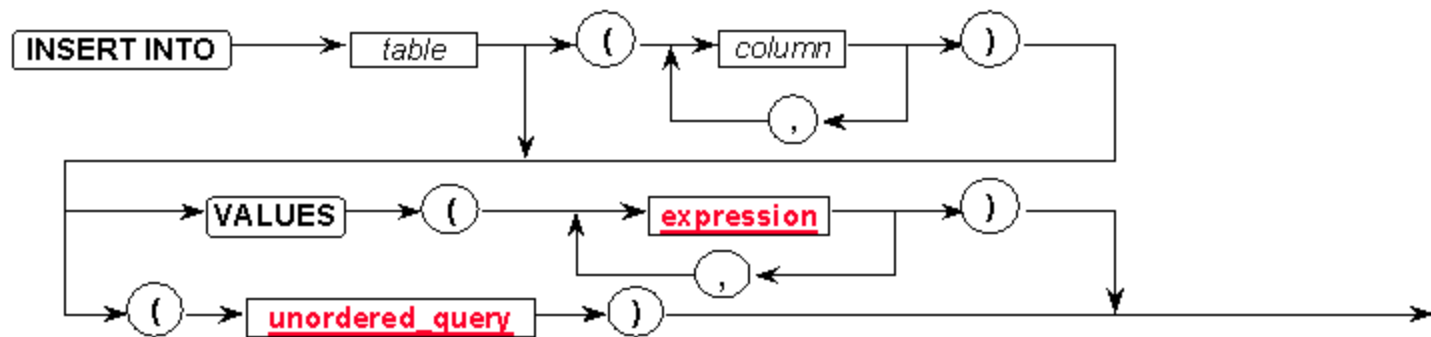 INSERT INTO table ( column )
,
VALUES ( expression )
,
( unordered_query )